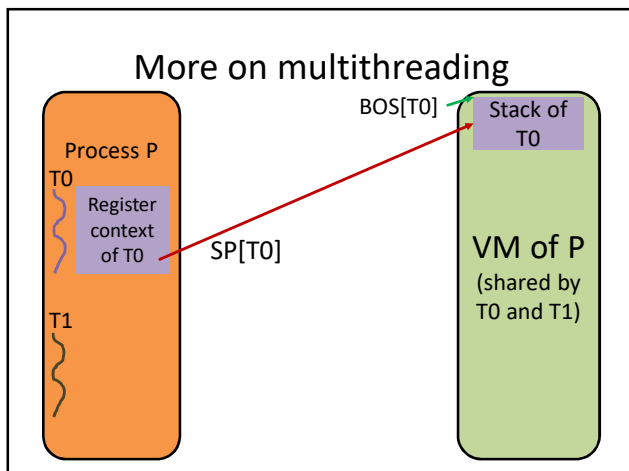 More on multithreading
Process P
T0
Register
context
of T0
T1
SP[T0]
BOS[T0]
Stack of
T0
VM of P
(shared by
T0 and T1)